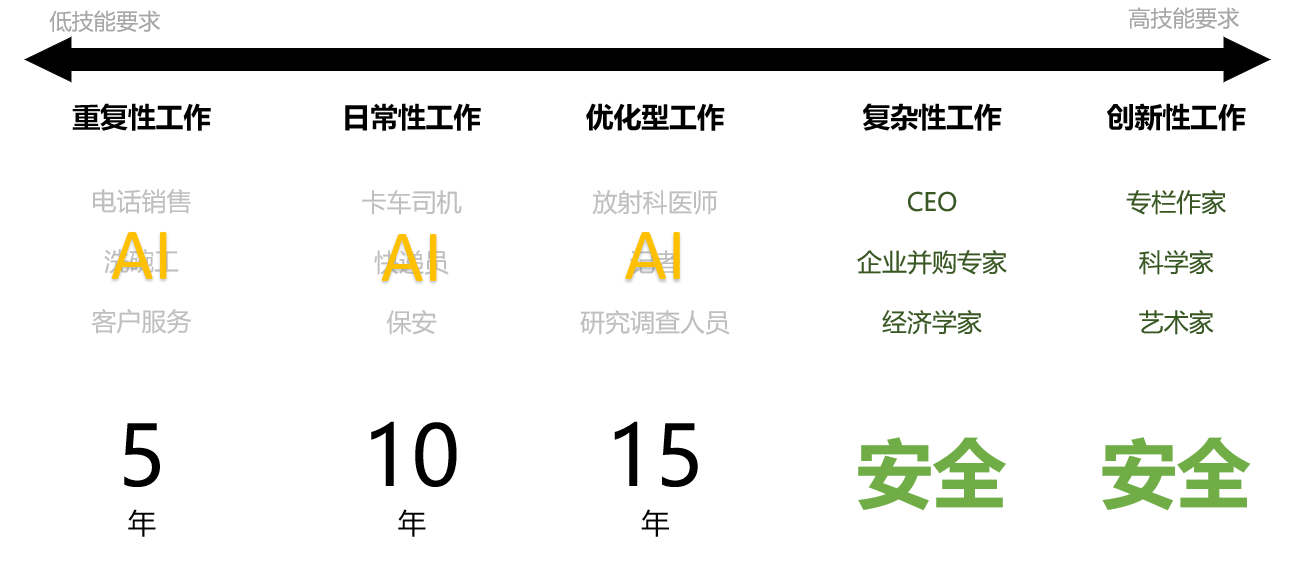 低技能要求 高技能要求
重复性工作 日常性工作 优化型工作 复杂性工作 创新性工作
电话销售 卡车司机 放射科医师 CEO 专栏作家
洗碗工 快递员 记者 企业并购专家 科学家
AI AI AI
客户服务 保安 研究调查人员 经济学家 艺术家
5 10 15 安全 安全
年 年 年